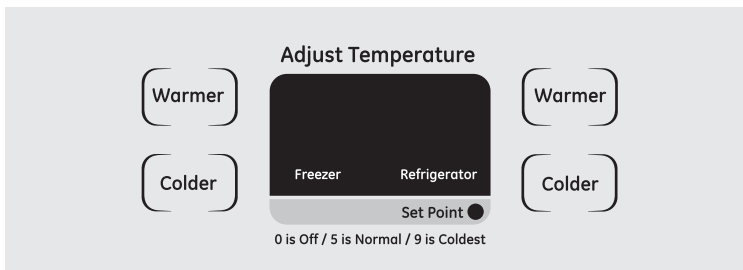 Adjust Temperature
Warmer
Warmer
Colder
Freezer
Refrigerator
Colder
Set Point
0 is Off / 5 is Normal / 9 is Coldest